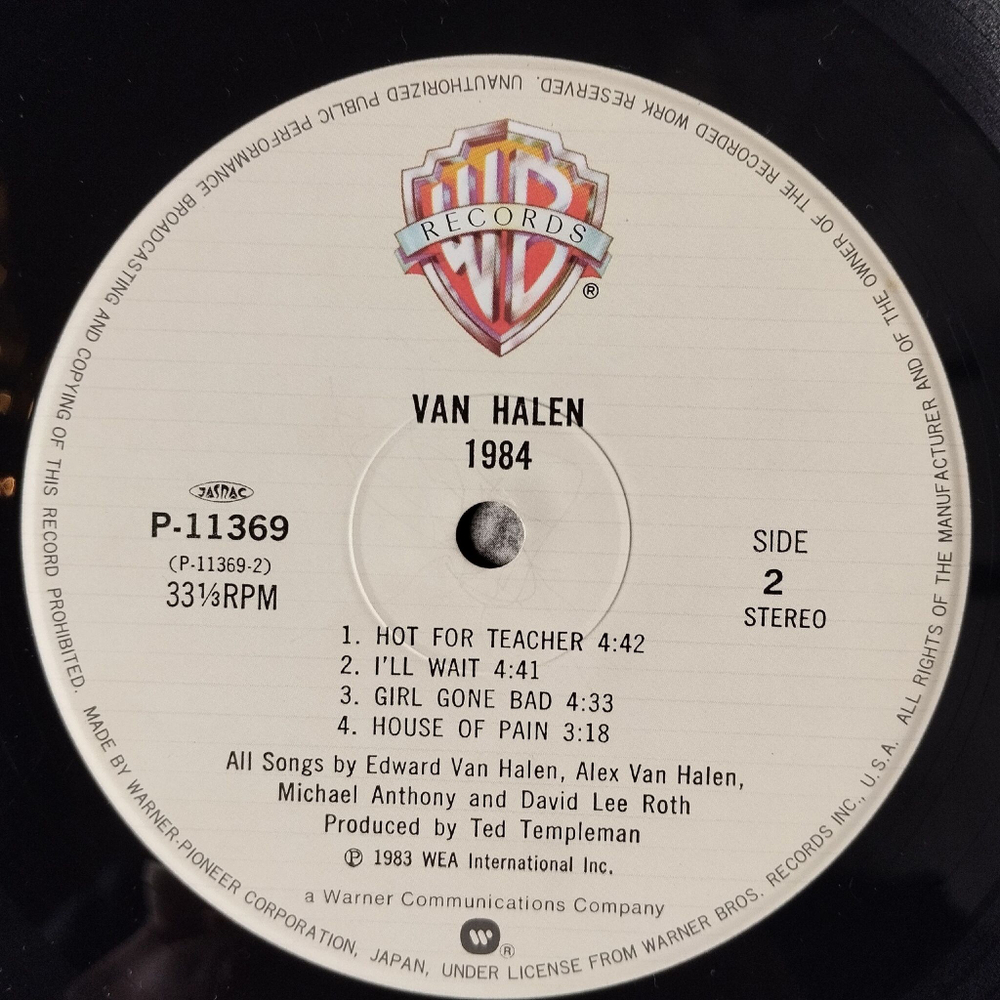 WB
RECORDS
®
VAN HALEN
1984
JASRAC
P-11369
(P-11369-2)
33⅓RPM
SIDE
2
STEREO
1. HOT FOR TEACHER 4:42
2. I'LL WAIT 4:41
3. GIRL GONE BAD 4:33
4. HOUSE OF PAIN 3:18
All Songs by Edward Van Halen, Alex Van Halen,
Michael Anthony and David Lee Roth
Produced by Ted Templeman
Ⓟ 1983 WEA International Inc.
a Warner Communications Company
W ®
MADE BY WARNER-PIONEER CORPORATION, JAPAN, UNDER LICENSE FROM WARNER BROS. RECORDS INC., U.S.A. ALL RIGHTS OF THE MANUFACTURER AND OF THE OWNER OF THE RECORDED WORK RESERVED. UNAUTHORIZED PUBLIC PERFORMANCE BROADCASTING AND COPYING OF THIS RECORD PROHIBITED.